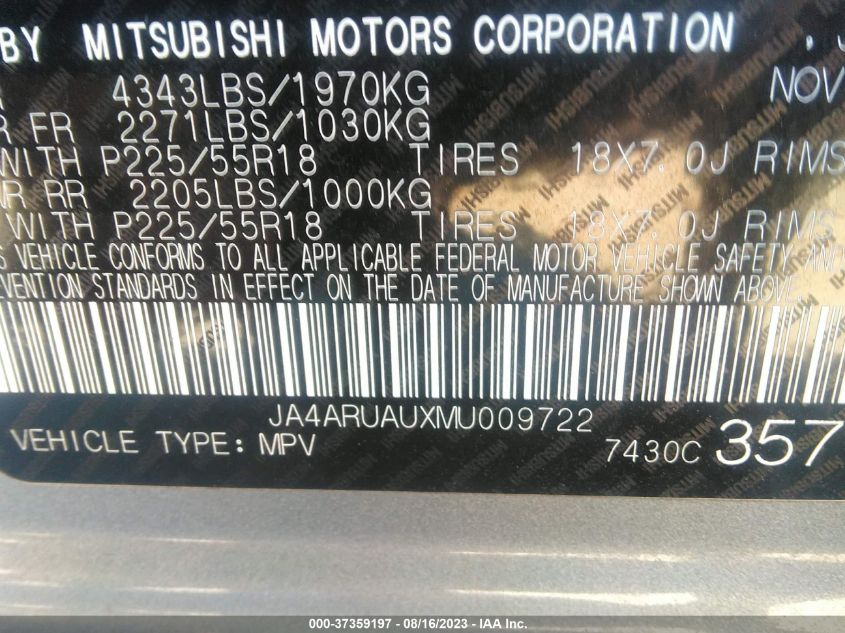 BY MITSUBISHI MOTORS CORPORATION
4343LBS/1970KG NOV
FR 2271LBS/1030KG
WITH P225/55R18 TIRES 18X7.0J RIMS
RR 2205LBS/1000KG
WITH P225/55R18 TIRES 18X7.0J RIMS
VEHICLE CONFORMS TO ALL APPLICABLE FEDERAL MOTOR VEHICLE SAFETY AND
VENTION STANDARDS IN EFFECT ON THE DATE OF MANUFACTURE SHOWN ABOVE.
JA4ARUAUXMU009722
VEHICLE TYPE: MPV 7430C 357
000-37359197 - 08/16/2023 - IAA Inc.